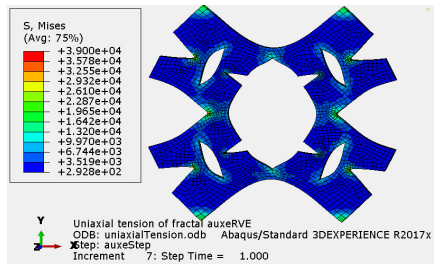 S, Mises
(Avg: 75%)
+3.900e+04
+3.578e+04
+3.255e+04
+2.932e+04
+2.610e+04
+2.287e+04
+1.965e+04
+1.642e+04
+1.320e+04
+9.970e+03
+6.744e+03
+3.519e+03
+2.928e+02
Y
Z X
Uniaxial tension of fractal auxeRVE
ODB: uniaxialTension.odb Abaqus/Standard 3DEXPERIENCE R2017x
Step: auxeStep
Increment 7: Step Time = 1.000